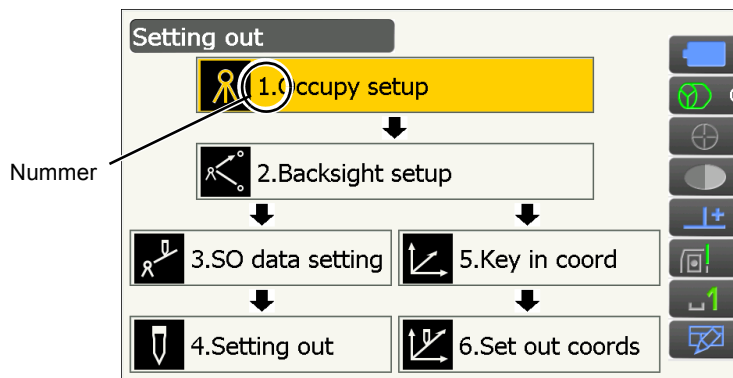 Setting out
1.Occupy setup
Nummer
2.Backsight setup
3.SO data setting
5.Key in coord
4.Setting out
6.Set out coords
1